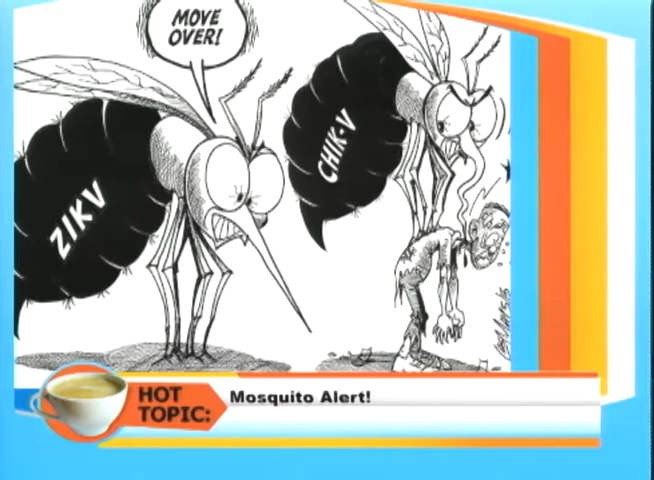 MOVE
OVER!
ZIKV
CHIK-V
HOT
TOPIC:
Mosquito Alert!